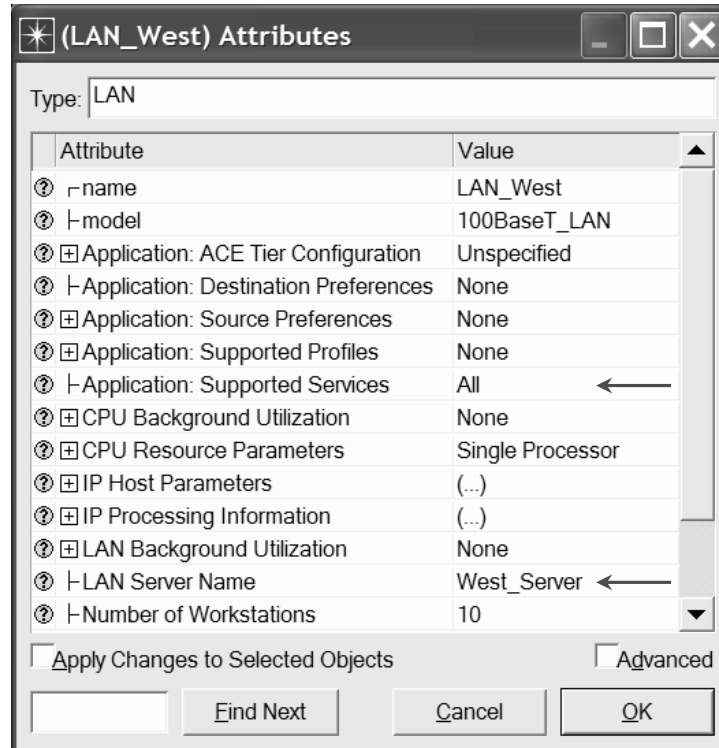 (LAN_West) Attributes
Type: LAN
Attribute Value
name LAN_West
model 100BaseT_LAN
Application: ACE Tier Configuration Unspecified
Application: Destination Preferences None
Application: Source Preferences None
Application: Supported Profiles None
Application: Supported Services All
CPU Background Utilization None
CPU Resource Parameters Single Processor
IP Host Parameters (...)
IP Processing Information (...)
LAN Background Utilization None
LAN Server Name West_Server
Number of Workstations 10
Apply Changes to Selected Objects Advanced
Find Next Cancel OK